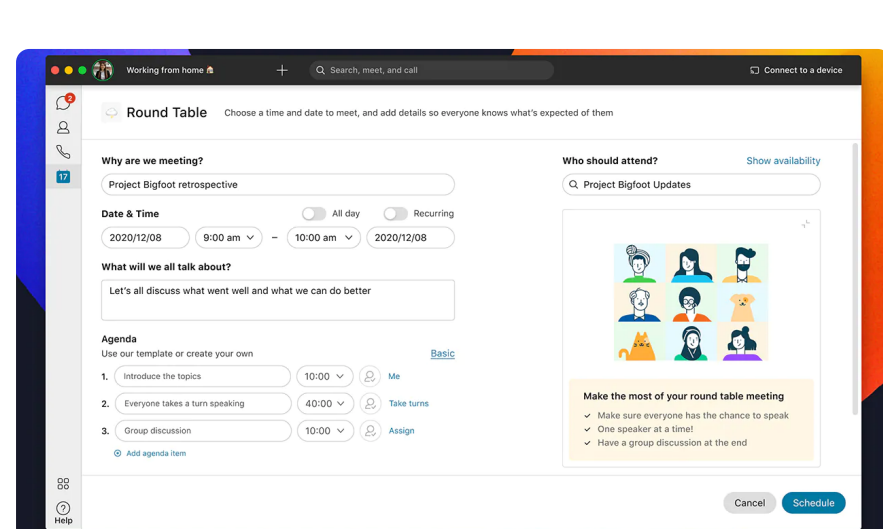 Working from home
Search, meet, and call
Connect to a device
2
17
Round Table
Choose a time and date to meet, and add details so everyone knows what's expected of them
Why are we meeting?
Project Bigfoot retrospective
Date & Time
All day
Recurring
2020/12/08
9:00 am
–
10:00 am
2020/12/08
What will we all talk about?
Let's all discuss what went well and what we can do better
Agenda
Use our template or create your own
Basic
1. Introduce the topics 10:00 Me
2. Everyone takes a turn speaking 40:00 Take turns
3. Group discussion 10:00 Assign
Add agenda item
Who should attend?
Show availability
Project Bigfoot Updates
Make the most of your round table meeting
Make sure everyone has the chance to speak
One speaker at a time!
Have a group discussion at the end
Help
Cancel
Schedule